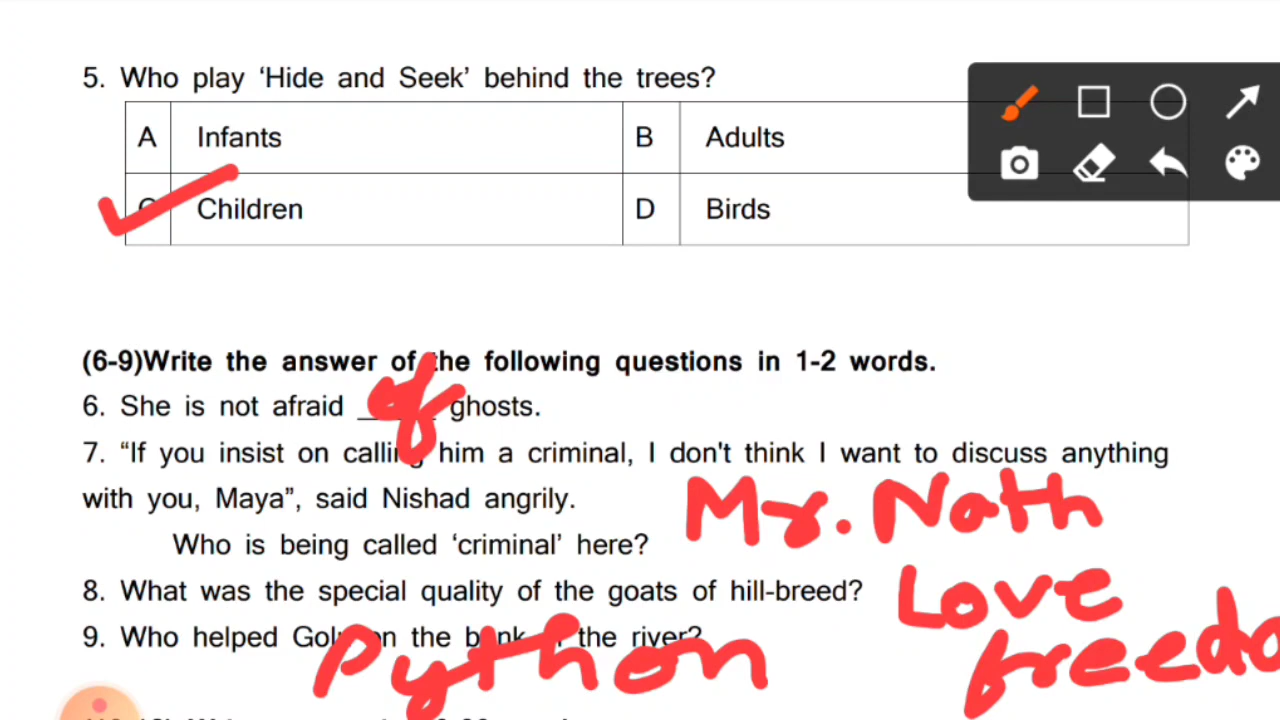 5. Who play ‘Hide and Seek’ behind the trees?
A Infants B Adults
C Children D Birds
(6-9)Write the answer of the following questions in 1-2 words.
6. She is not afraid of ghosts.
7. “If you insist on calling him a criminal, I don't think I want to discuss anything
with you, Maya”, said Nishad angrily.
Mr. Nath
Who is being called ‘criminal’ here?
8. What was the special quality of the goats of hill-breed?
Love
9. Who helped Golu on the bank of the river?
Python